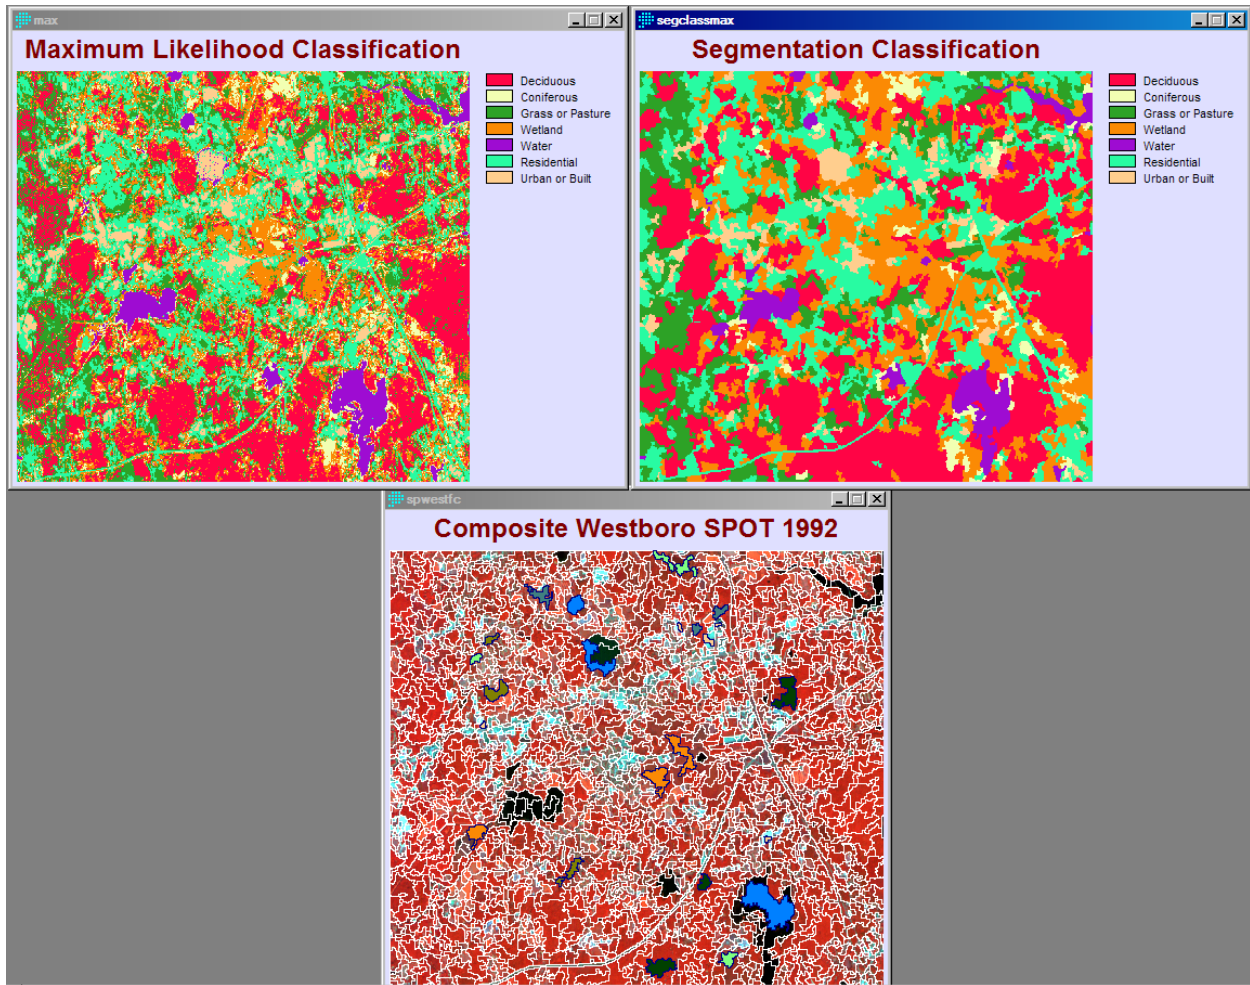 max
Maximum Likelihood Classification
Deciduous
Coniferous
Grass or Pasture
Wetland
Water
Residential
Urban or Built
segclassmax
Segmentation Classification
Deciduous
Coniferous
Grass or Pasture
Wetland
Water
Residential
Urban or Built
spwestfc
Composite Westboro SPOT 1992